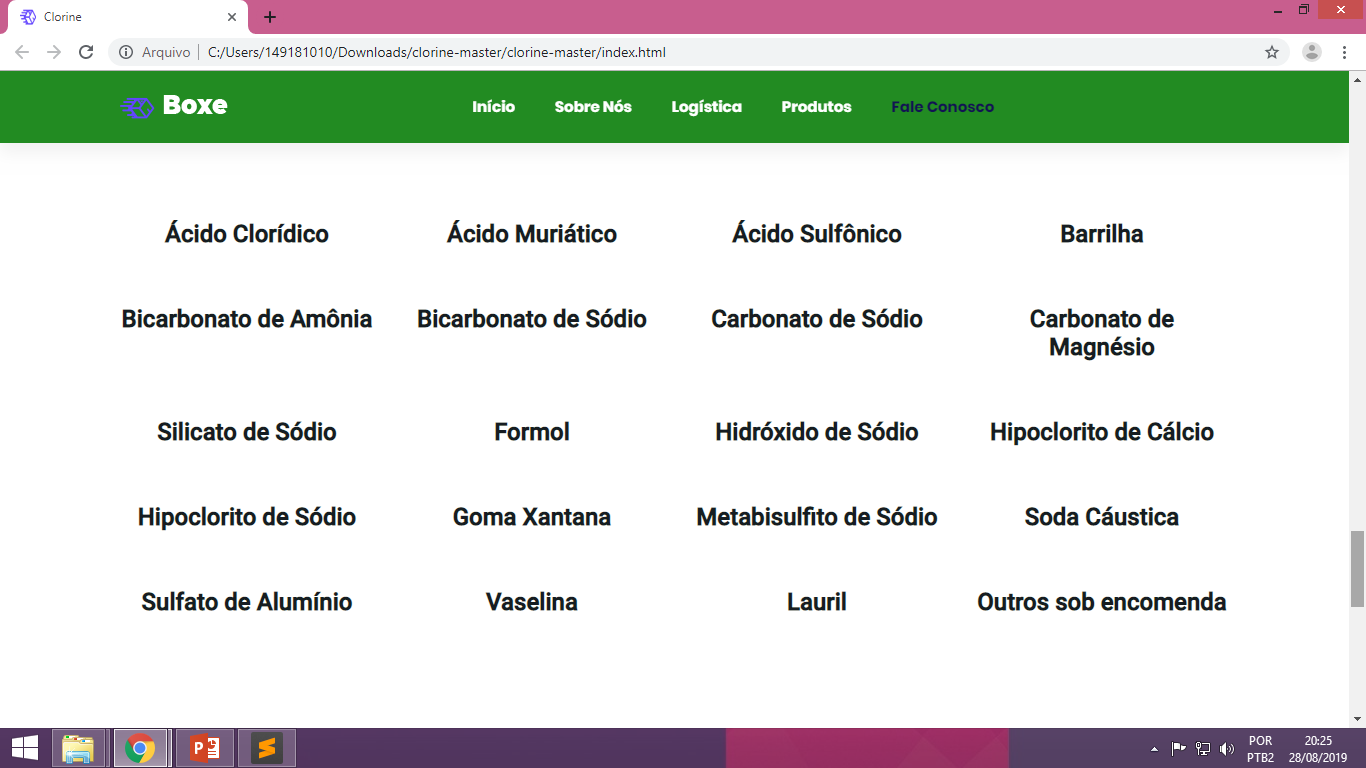 Clorine
Arquivo C:/Users/149181010/Downloads/clorine-master/clorine-master/index.html
Boxe Início Sobre Nós Logística Produtos Fale Conosco
Ácido Clorídico Ácido Muriático Ácido Sulfônico Barrilha
Bicarbonato de Amônia Bicarbonato de Sódio Carbonato de Sódio Carbonato de
Magnésio
Silicato de Sódio Formol Hidróxido de Sódio Hipoclorito de Cálcio
Hipoclorito de Sódio Goma Xantana Metabisulfito de Sódio Soda Cáustica
Sulfato de Alumínio Vaselina Lauril Outros sob encomenda
POR 20:25
PTB2 28/08/2019